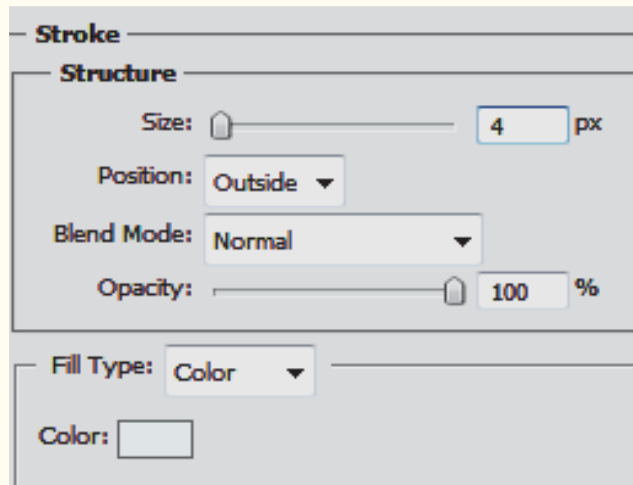 Stroke
Structure
Size: 4 px
Position: Outside
Blend Mode: Normal
Opacity: 100 %
Fill Type: Color
Color: